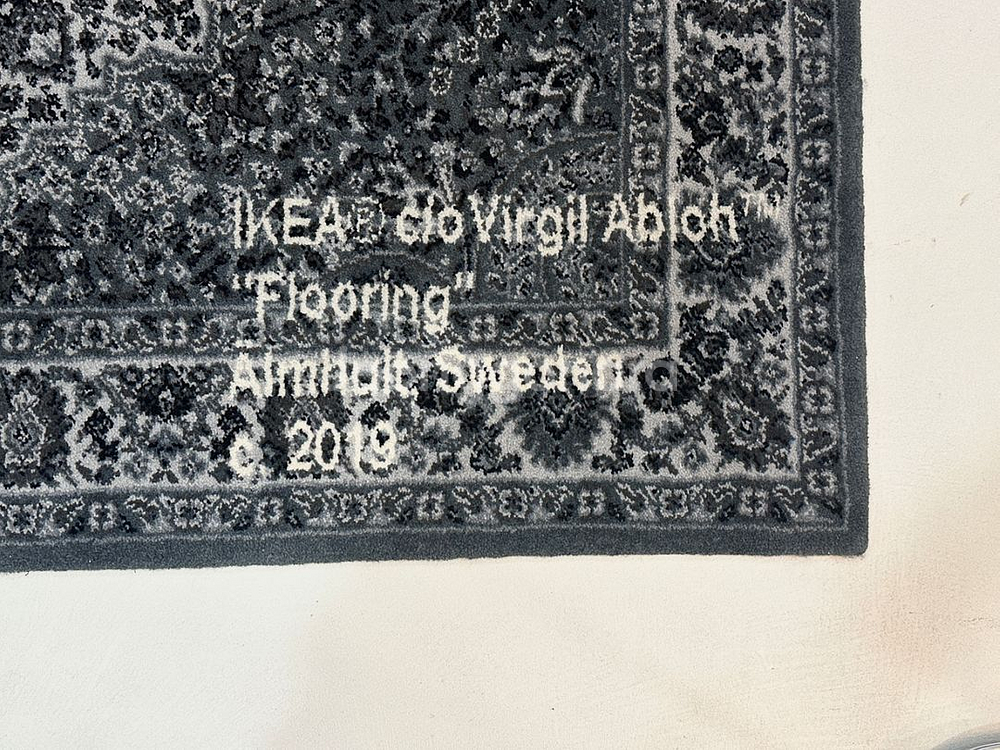 IKEA® c/o Virgil Abloh™
"Flooring"
Älmhult, Sweden
c. 2019